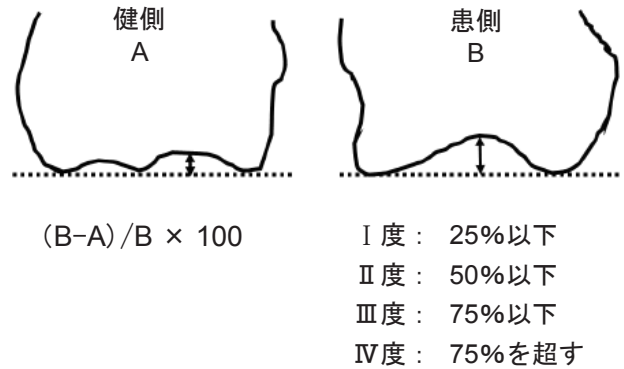 健側
A
患側
B
(B-A)/B × 100
Ⅰ度： 25%以下
Ⅱ度： 50%以下
Ⅲ度： 75%以下
Ⅳ度： 75%を超す